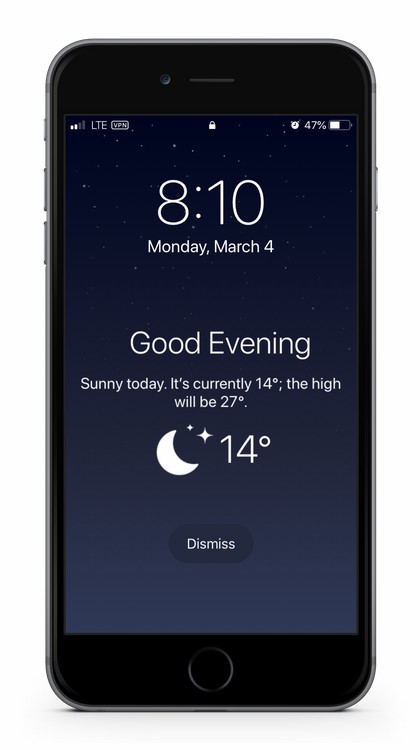 LTE VPN 47%
8:10
Monday, March 4
Good Evening
Sunny today. It's currently 14°; the high
will be 27°.
14°
Dismiss